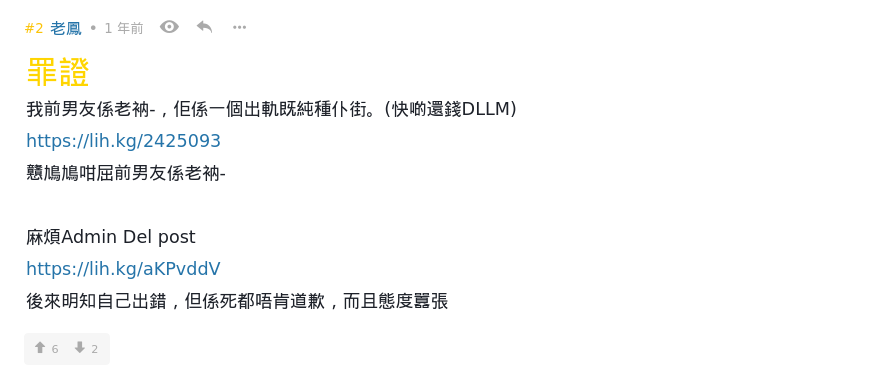 #2 老鳳 • 1 年前
罪證
我前男友係老衲- , 佢係一個出軌既純種仆街。(快啲還錢DLLM)
https://lih.kg/2425093
戇鳩鳩咁屈前男友係老衲-
麻煩Admin Del post
https://lih.kg/aKPvddV
後來明知自己出錯 , 但係死都唔肯道歉 , 而且態度囂張
6 2